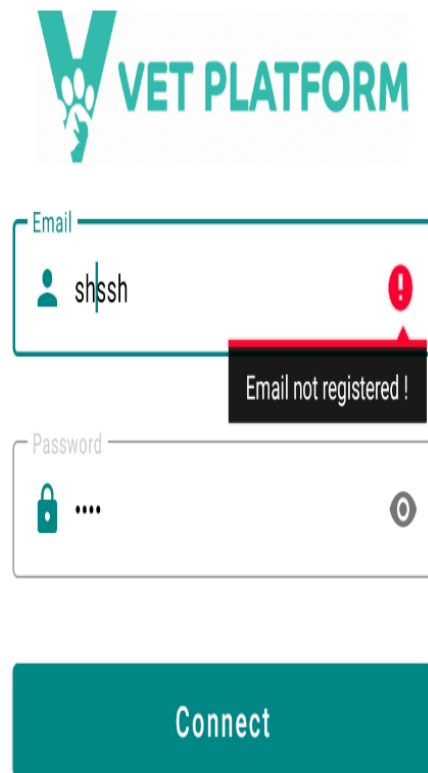 VET PLATFORM
Email
shssh
Email not registered !
Password
••••
Connect